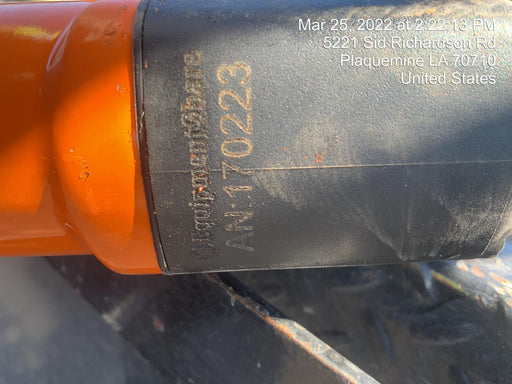 Mar 25, 2022 at 2:22:13 PM
5221 Sid Richardson Rd
Plaquemine LA 70710
United States
EquipmentShare
AN:170223